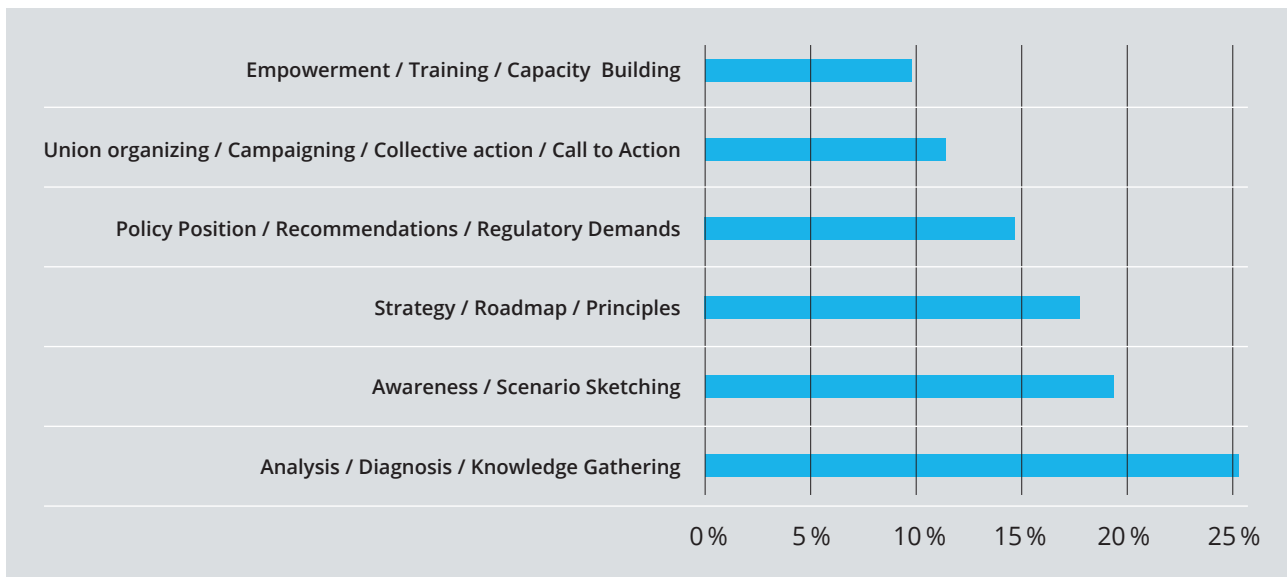 Empowerment / Training / Capacity Building
Union organizing / Campaigning / Collective action / Call to Action
Policy Position / Recommendations / Regulatory Demands
Strategy / Roadmap / Principles
Awareness / Scenario Sketching
Analysis / Diagnosis / Knowledge Gathering
0 % 5 % 10 % 15 % 20 % 25 %